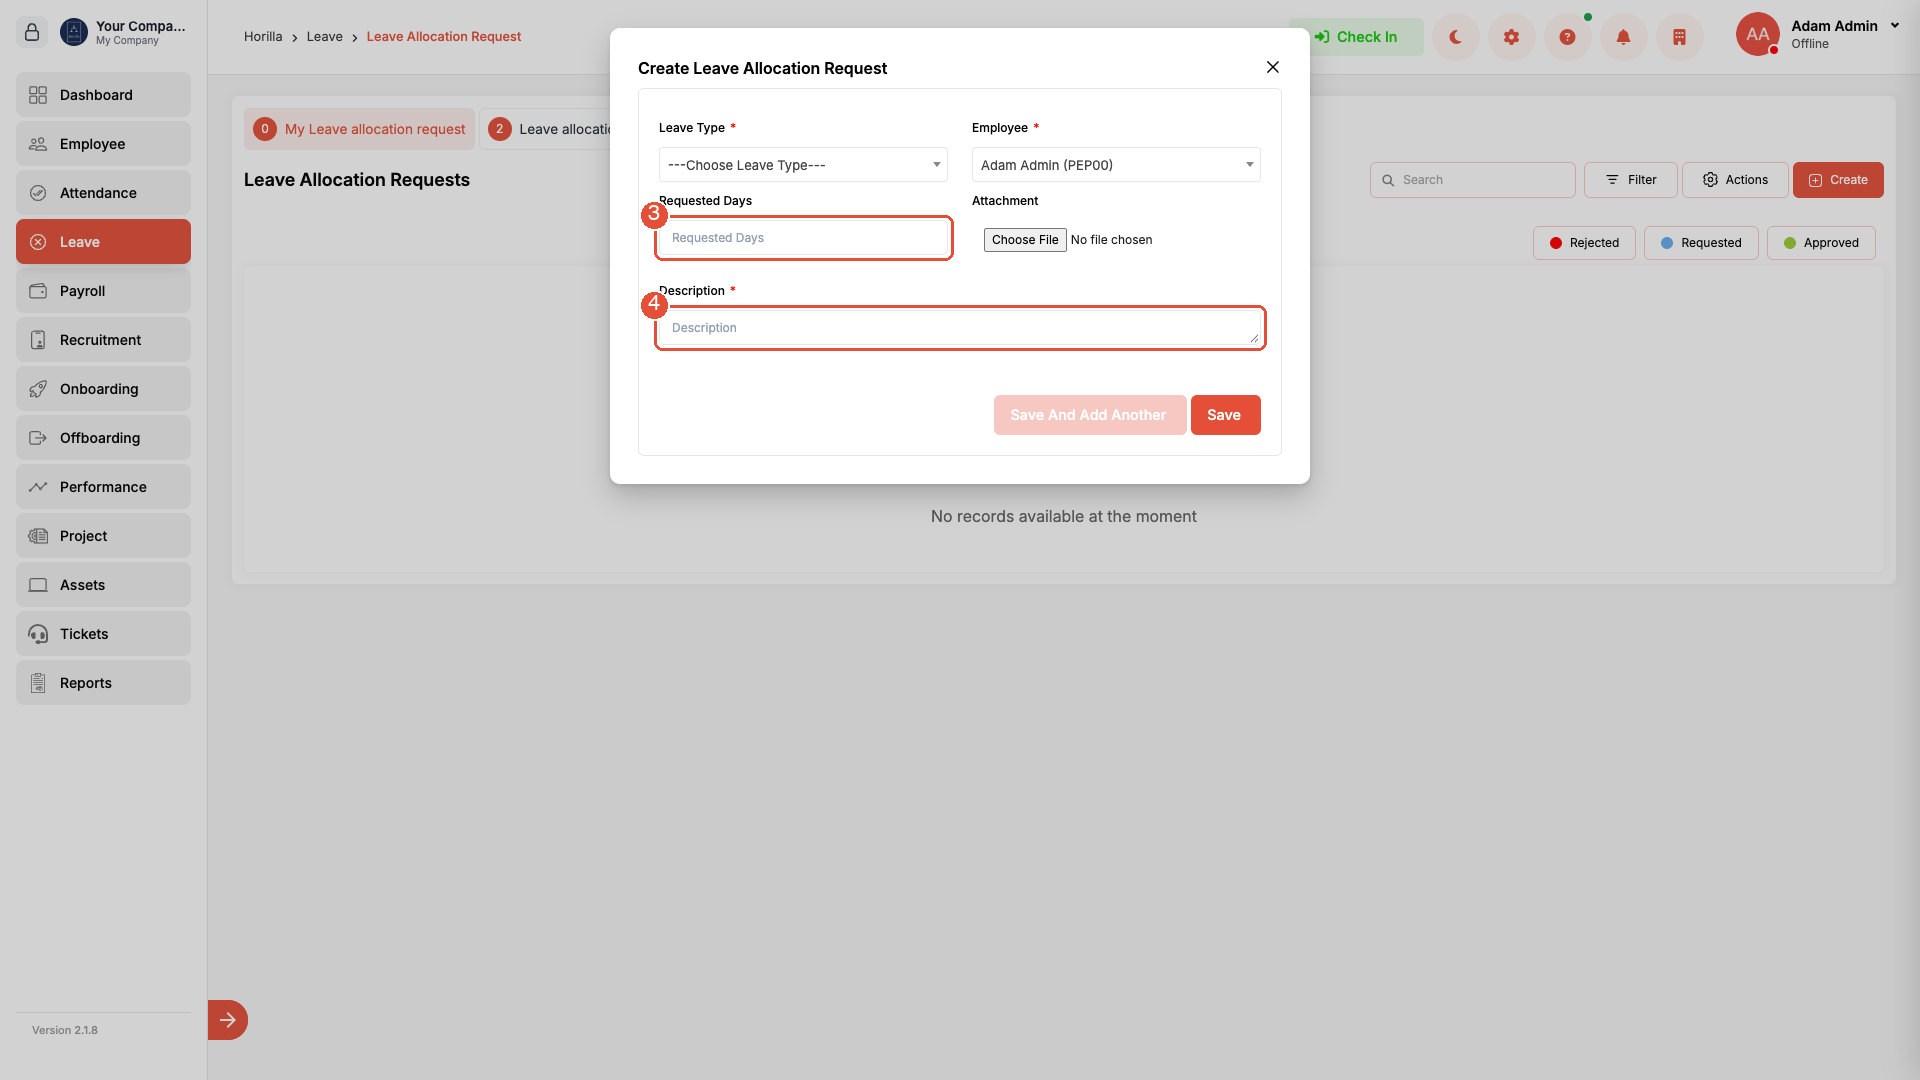 Your Compa...
My Company
Horilla
Leave
Leave Allocation Request
Check In
AA
Adam Admin
Offline
Dashboard
Employee
Attendance
Leave
Payroll
Recruitment
Onboarding
Offboarding
Performance
Project
Assets
Tickets
Reports
Version 2.1.8
0
My Leave allocation request
2
Leave allocatio
Leave Allocation Requests
Search
Filter
Actions
Create
Rejected
Requested
Approved
No records available at the moment
Create Leave Allocation Request
Leave Type *
---Choose Leave Type---
Employee *
Adam Admin (PEP00)
Requested Days
3
Requested Days
Attachment
Choose File No file chosen
Description *
4
Description
Save And Add Another
Save